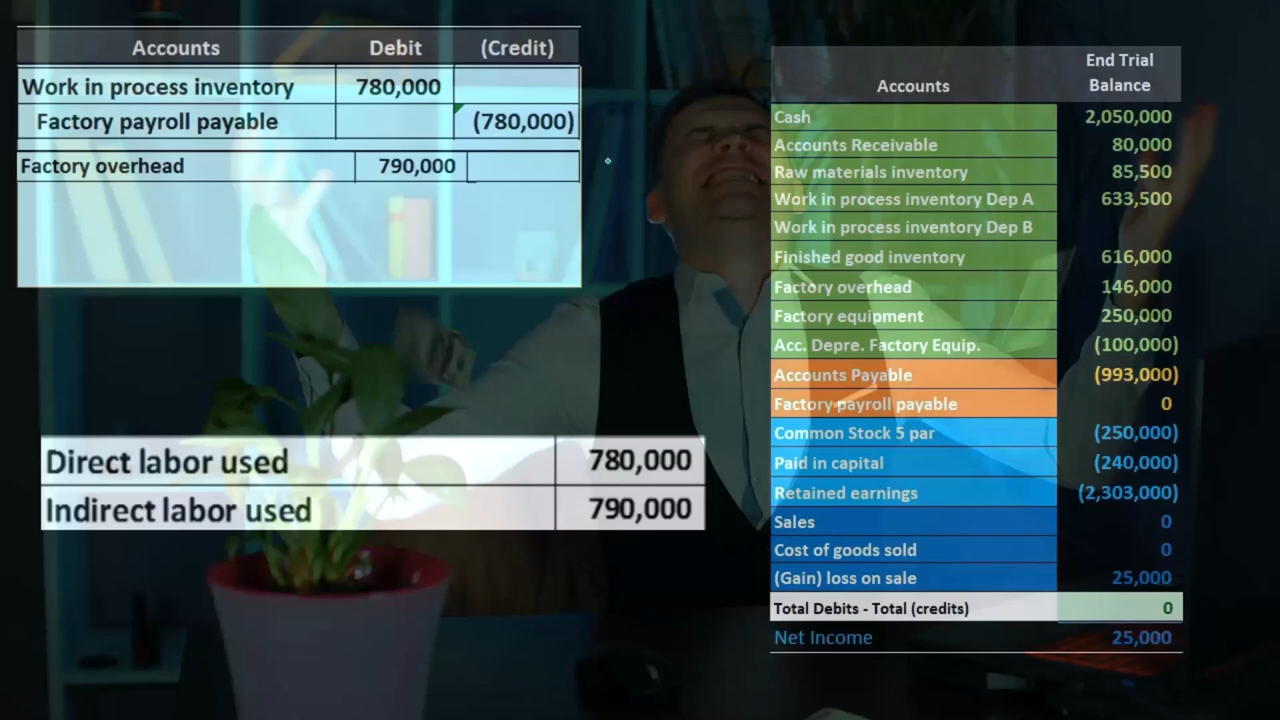 Accounts Debit (Credit)
Work in process inventory 780,000
Factory payroll payable (780,000)
Factory overhead 790,000
Direct labor used 780,000
Indirect labor used 790,000
End Trial
Accounts Balance
Cash 2,050,000
Accounts Receivable 80,000
Raw materials inventory 85,500
Work in process inventory Dep A 633,500
Work in process inventory Dep B
Finished good inventory 616,000
Factory overhead 146,000
Factory equipment 250,000
Acc. Depre. Factory Equip. (100,000)
Accounts Payable (993,000)
Factory payroll payable 0
Common Stock 5 par (250,000)
Paid in capital (240,000)
Retained earnings (2,303,000)
Sales 0
Cost of goods sold 0
(Gain) loss on sale 25,000
Total Debits - Total (credits) 0
Net Income 25,000